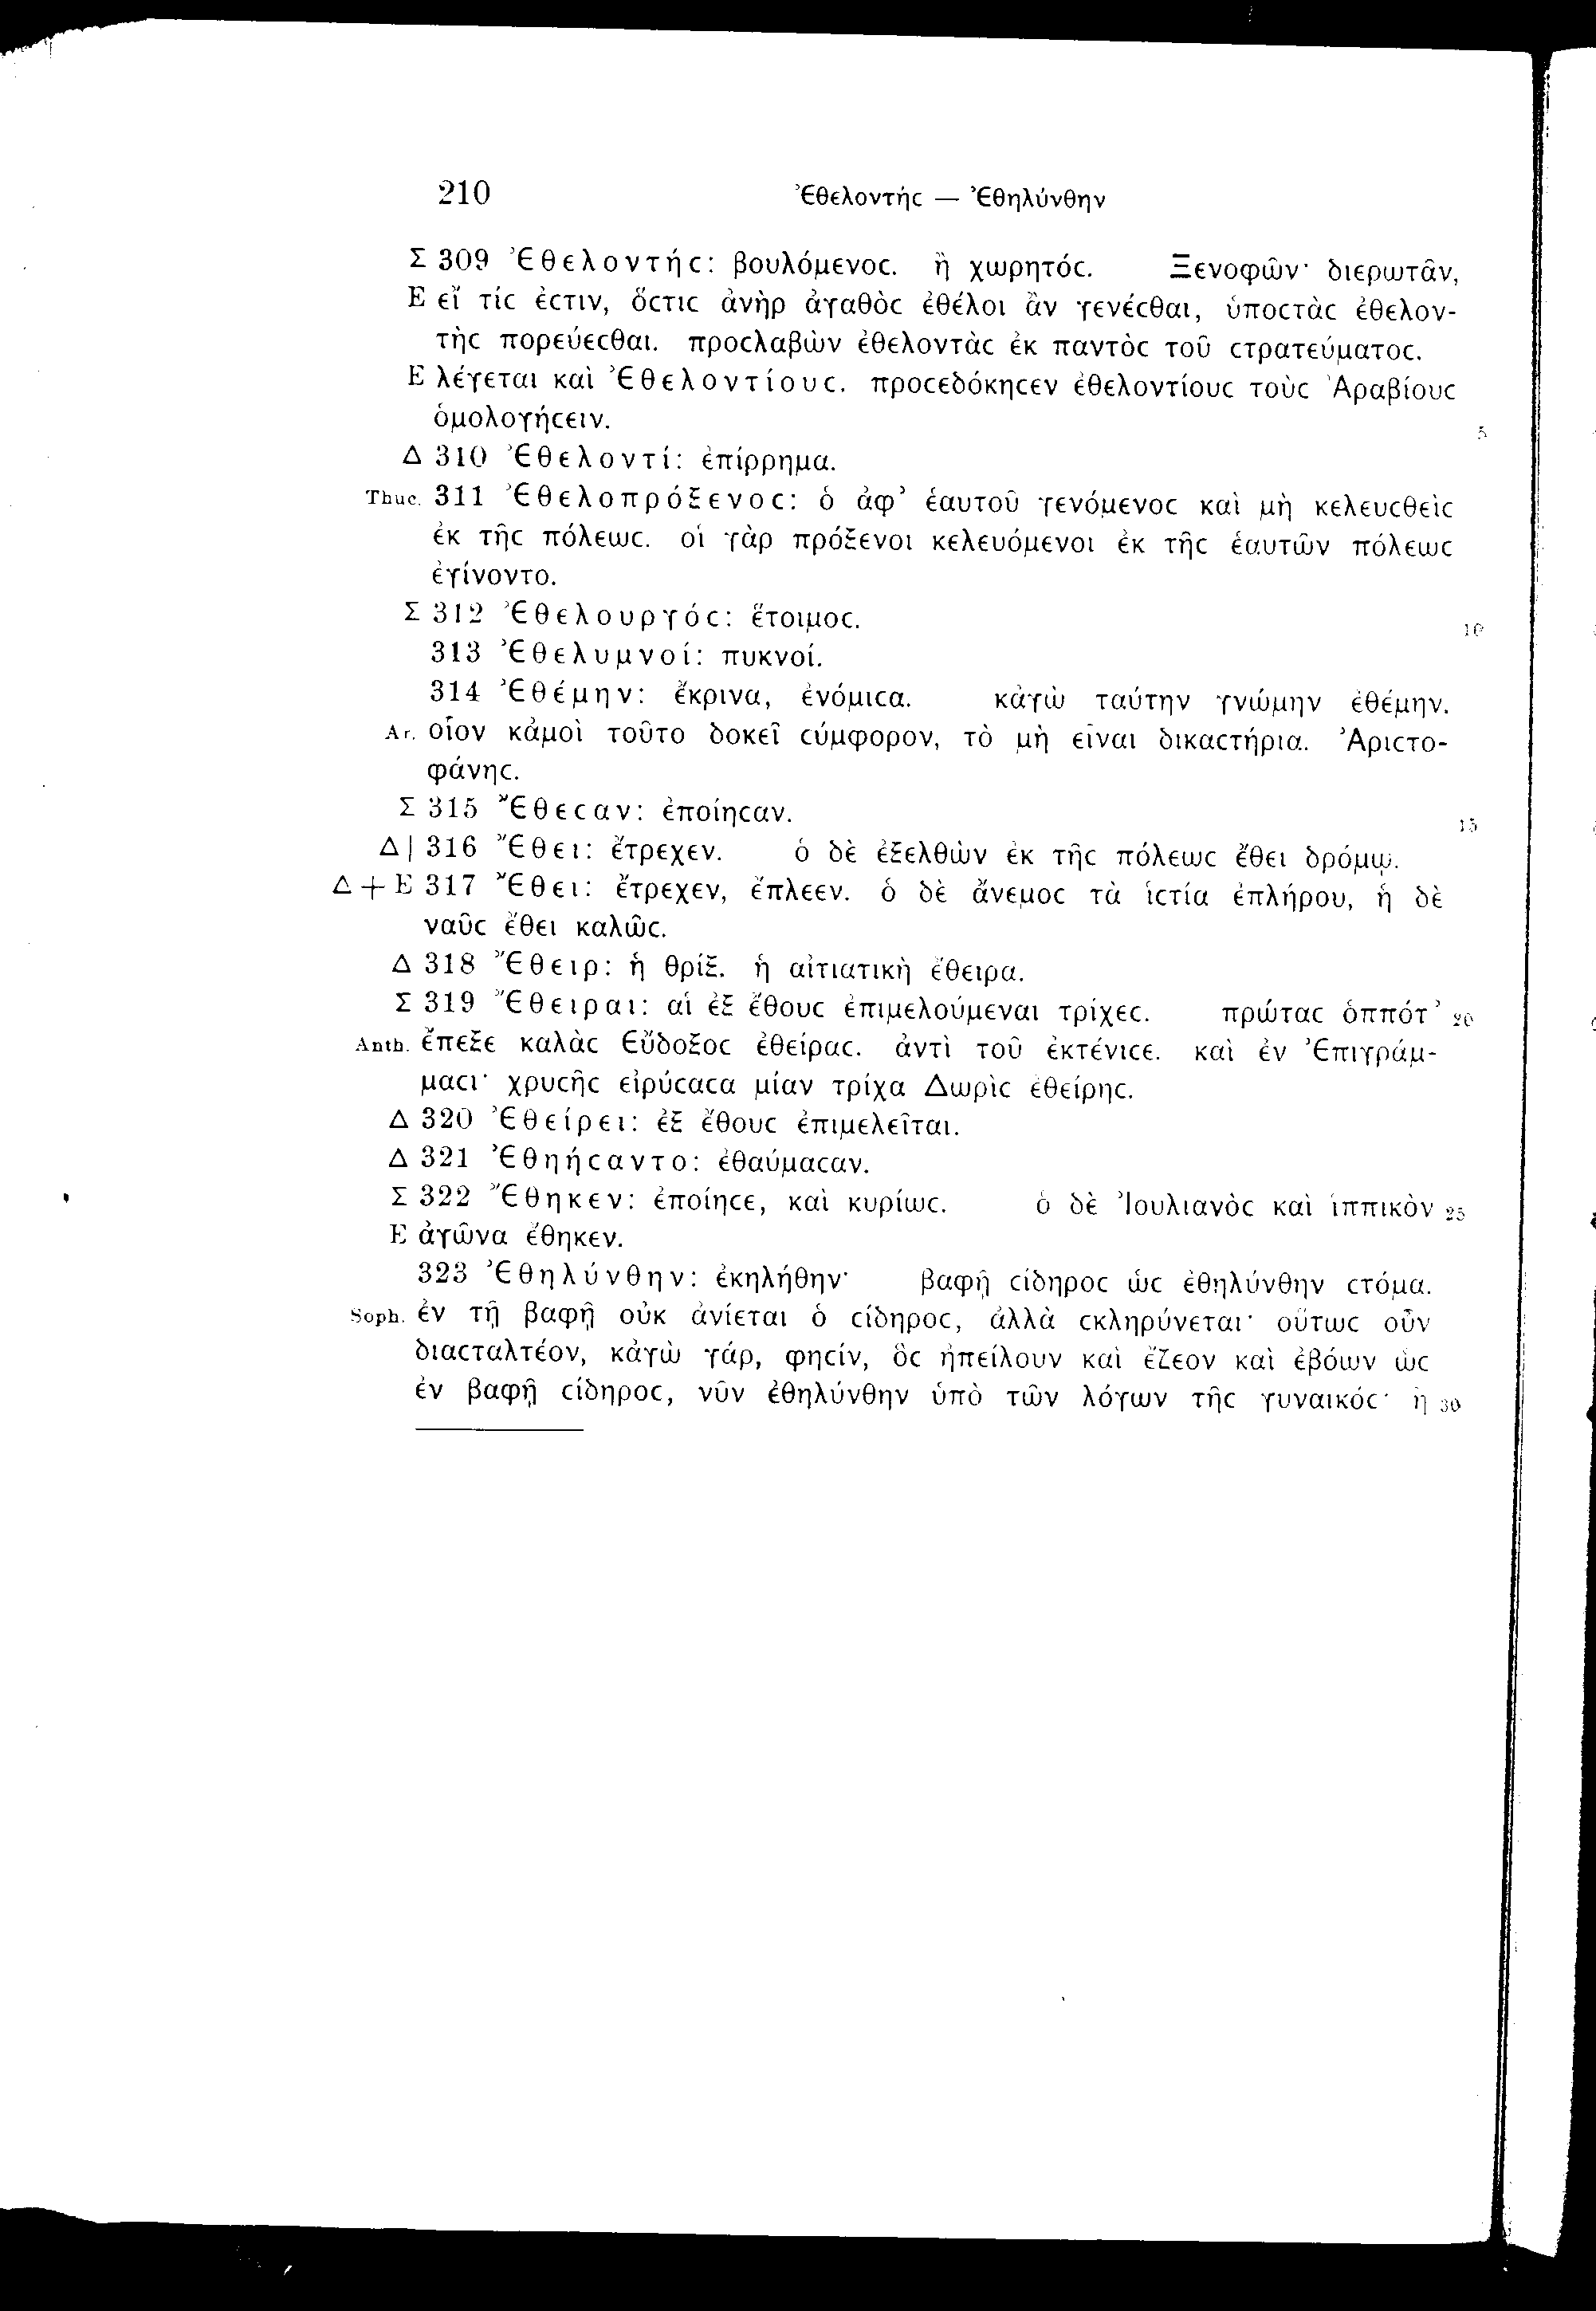 210 Ἐθελοντήϲ — Ἐθηλύνθην
Σ 309 Ἐθελοντήϲ: βουλόμενοϲ. ἢ χωρητόϲ. Ξενοφῶν· διερωτᾶν,
E εἴ τίϲ ἐϲτιν, ὅϲτιϲ ἀνὴρ ἀγαθὸϲ ἐθέλοι ἂν γενέϲθαι, ὑποϲτὰϲ ἐθελον-
τὴϲ πορεύεϲθαι. προϲλαβὼν ἐθελοντὰϲ ἐκ παντὸϲ τοῦ ϲτρατεύματοϲ.
E λέγεται καὶ Ἐθελοντίουϲ. προϲεδόκηϲεν ἐθελοντίουϲ τοὺϲ Ἀραβίουϲ
ὁμολογήϲειν. 5
Δ 310 Ἐθελοντί: ἐπίρρημα.
Thuc. 311 Ἐθελοπρόξενοϲ: ὁ ἀφ’ ἑαυτοῦ γενόμενοϲ καὶ μὴ κελευϲθεὶϲ
ἐκ τῆϲ πόλεωϲ. οἱ γὰρ πρόξενοι κελευόμενοι ἐκ τῆϲ ἑαυτῶν πόλεωϲ
ἐγίνοντο.
Σ 312 Ἐθελουργόϲ: ἕτοιμοϲ. 10
313 Ἐθελυμνοί: πυκνοί.
314 Ἐθέμην: ἔκρινα, ἐνόμιϲα. κἀγὼ ταύτην γνώμην ἐθέμην.
Ar. οἷον κἀμοὶ τοῦτο δοκεῖ ϲύμφορον, τὸ μὴ εἶναι δικαϲτήρια. Ἀριϲτο-
φάνηϲ.
Σ 315 Ἔθεϲαν: ἐποίηϲαν. 15
Δ| 316 Ἔθει: ἔτρεχεν. ὁ δὲ ἐξελθὼν ἐκ τῆϲ πόλεωϲ ἔθει δρόμῳ.
Δ + E 317 Ἔθει: ἔτρεχεν, ἔπλεεν. ὁ δὲ ἄνεμοϲ τὰ ἱϲτία ἐπλήρου, ἡ δὲ
ναῦϲ ἔθει καλῶϲ.
Δ 318 Ἔθειρ: ἡ θρίξ. ἡ αἰτιατικὴ ἔθειρα.
Σ 319 Ἔθειραι: αἱ ἐξ ἔθουϲ ἐπιμελούμεναι τρίχεϲ. πρώταϲ ὁππότ’ 20
Anth. ἔπεξε καλὰϲ Εὔδοξοϲ ἐθείραϲ. ἀντὶ τοῦ ἐκτένιϲε. καὶ ἐν Ἐπιγράμ-
μαϲι· χρυϲῆϲ εἰρύϲαϲα μίαν τρίχα Δωρὶϲ ἐθείρηϲ.
Δ 320 Ἐθείρει: ἐξ ἔθουϲ ἐπιμελεῖται.
Δ 321 Ἐθηήϲαντο: ἐθαύμαϲαν.
Σ 322 Ἔθηκεν: ἐποίηϲε, καὶ κυρίωϲ. ὁ δὲ Ἰουλιανὸϲ καὶ ἱππικὸν 25
E ἀγῶνα ἔθηκεν.
323 Ἐθηλύνθην: ἐκηλήθην· βαφῇ ϲίδηροϲ ὡϲ ἐθηλύνθην ϲτόμα.
Soph. ἐν τῇ βαφῇ οὐκ ἀνίεται ὁ ϲίδηροϲ, ἀλλὰ ϲκληρύνεται· οὕτωϲ οὖν
διαϲταλτέον, κἀγὼ γάρ, φηϲίν, ὃϲ ἠπείλουν καὶ ἔζεον καὶ ἐβόων ὡϲ
ἐν βαφῇ ϲίδηροϲ, νῦν ἐθηλύνθην ὑπὸ τῶν λόγων τῆϲ γυναικόϲ· ἢ 30